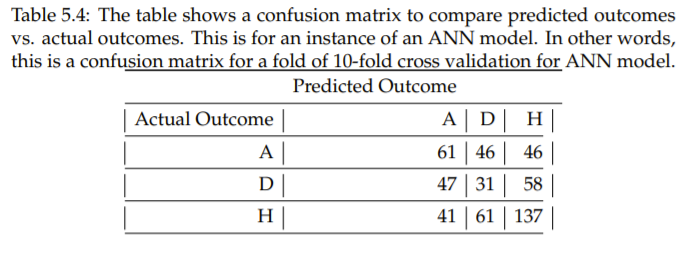 Table 5.4: The table shows a confusion matrix to compare predicted outcomes
vs. actual outcomes. This is for an instance of an ANN model. In other words,
this is a confusion matrix for a fold of 10-fold cross validation for ANN model.
Predicted Outcome
| Actual Outcome | A | D | H |
| A | 61 | 46 | 46 |
| D | 47 | 31 | 58 |
| H | 41 | 61 | 137 |